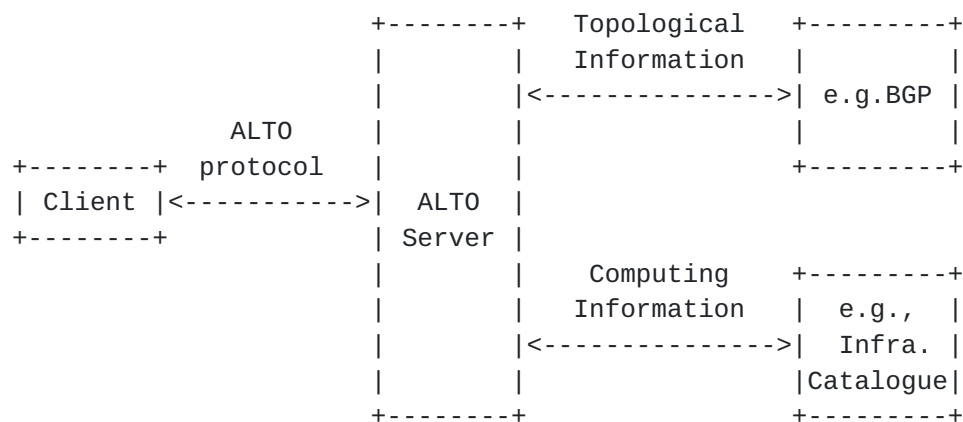 Topological
Information
e.g.BGP
ALTO
protocol
Client
ALTO
Server
Computing
Information
e.g.,
Infra.
Catalogue